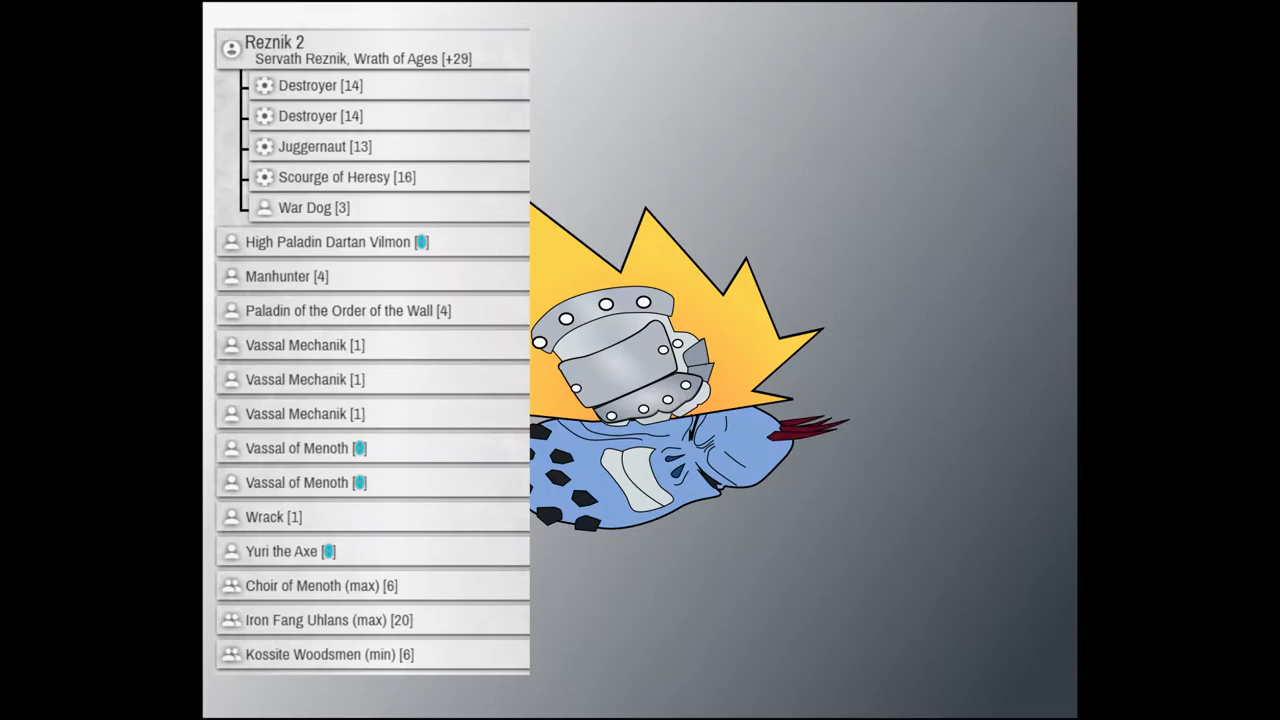 Reznik 2
Servath Reznik, Wrath of Ages [+29]
Destroyer [14]
Destroyer [14]
Juggernaut [13]
Scourge of Heresy [16]
War Dog [3]
High Paladin Dartan Vilmon []
Manhunter [4]
Paladin of the Order of the Wall [4]
Vassal Mechanik [1]
Vassal Mechanik [1]
Vassal Mechanik [1]
Vassal of Menoth []
Vassal of Menoth []
Wrack [1]
Yuri the Axe []
Choir of Menoth (max) [6]
Iron Fang Uhlans (max) [20]
Kossite Woodsmen (min) [6]